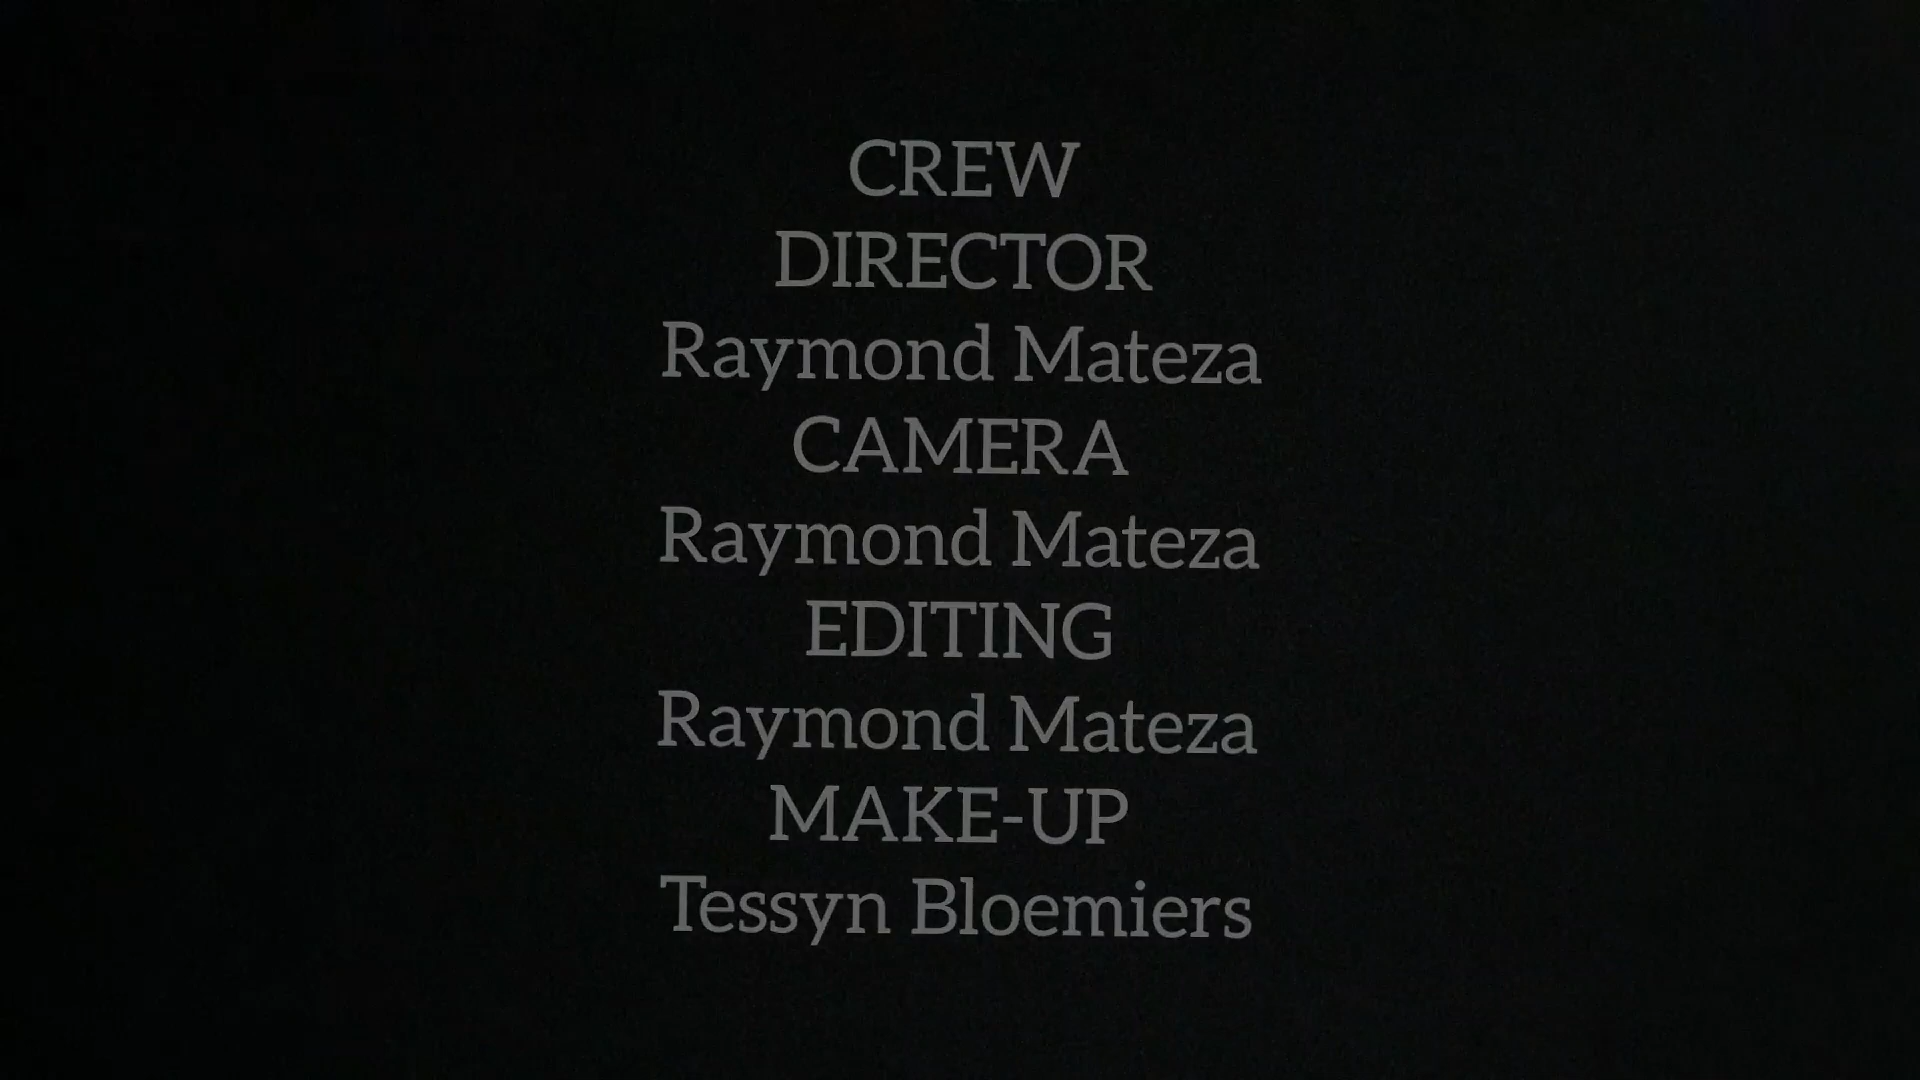 CREW
DIRECTOR
Raymond Mateza
CAMERA
Raymond Mateza
EDITING
Raymond Mateza
MAKE-UP
Tessyn Bloemiers